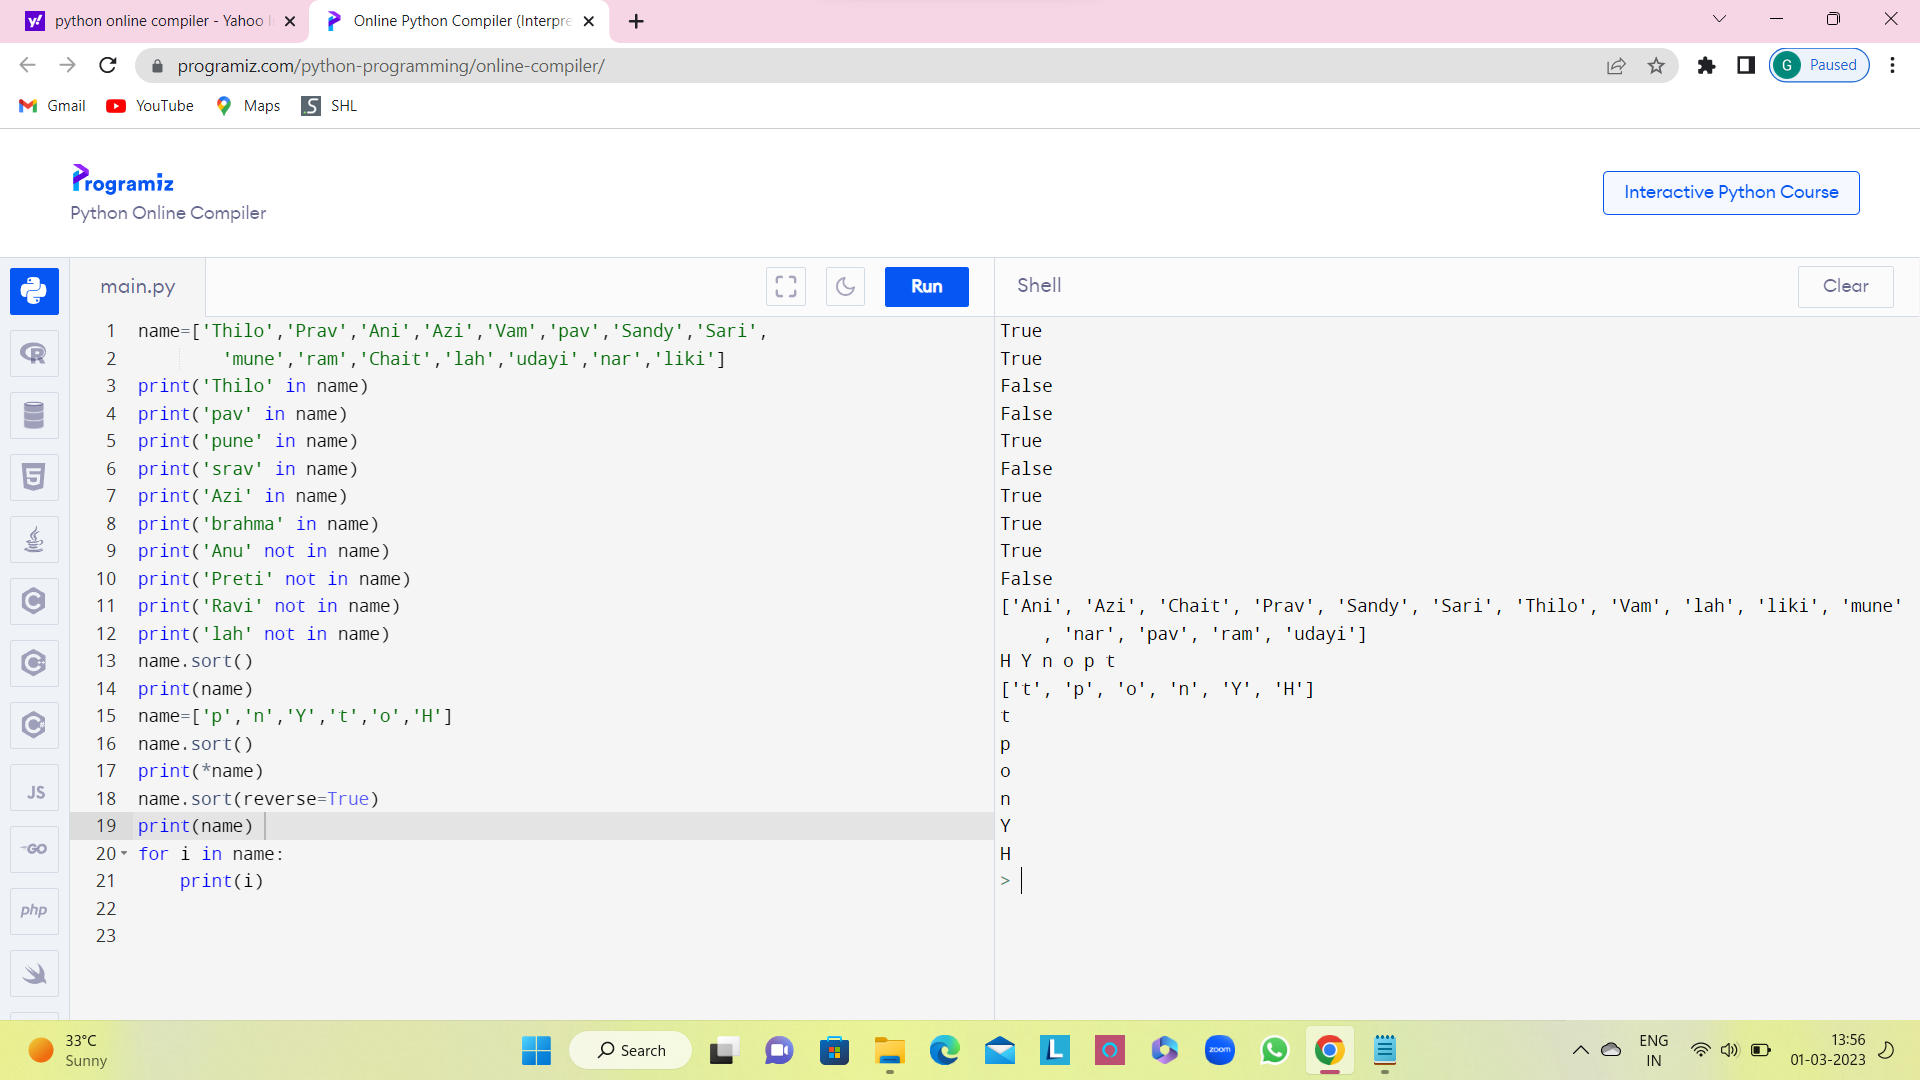 python online compiler - Yahoo I
Online Python Compiler (Interpre
programiz.com/python-programming/online-compiler/
G Paused
Gmail YouTube Maps SHL
Programiz
Python Online Compiler
Interactive Python Course
main.py
Run
Shell
Clear
1 name=['Thilo','Prav','Ani','Azi','Vam','pav','Sandy','Sari',
2 'mune','ram','Chait','lah','udayi','nar','liki']
3 print('Thilo' in name)
4 print('pav' in name)
5 print('pune' in name)
6 print('srav' in name)
7 print('Azi' in name)
8 print('brahma' in name)
9 print('Anu' not in name)
10 print('Preti' not in name)
11 print('Ravi' not in name)
12 print('lah' not in name)
13 name.sort()
14 print(name)
15 name=['p','n','Y','t','o','H']
16 name.sort()
17 print(*name)
18 name.sort(reverse=True)
19 print(name)
20 for i in name:
21 print(i)
22
23
True
True
False
False
True
False
True
True
True
False
['Ani', 'Azi', 'Chait', 'Prav', 'Sandy', 'Sari', 'Thilo', 'Vam', 'lah', 'liki', 'mune'
, 'nar', 'pav', 'ram', 'udayi']
H Y n o p t
['t', 'p', 'o', 'n', 'Y', 'H']
t
p
o
n
Y
H
>
R
5
C
C
C
JS
GO
php
33°C
Sunny
Search
L
zoom
ENG
IN
13:56
01-03-2023